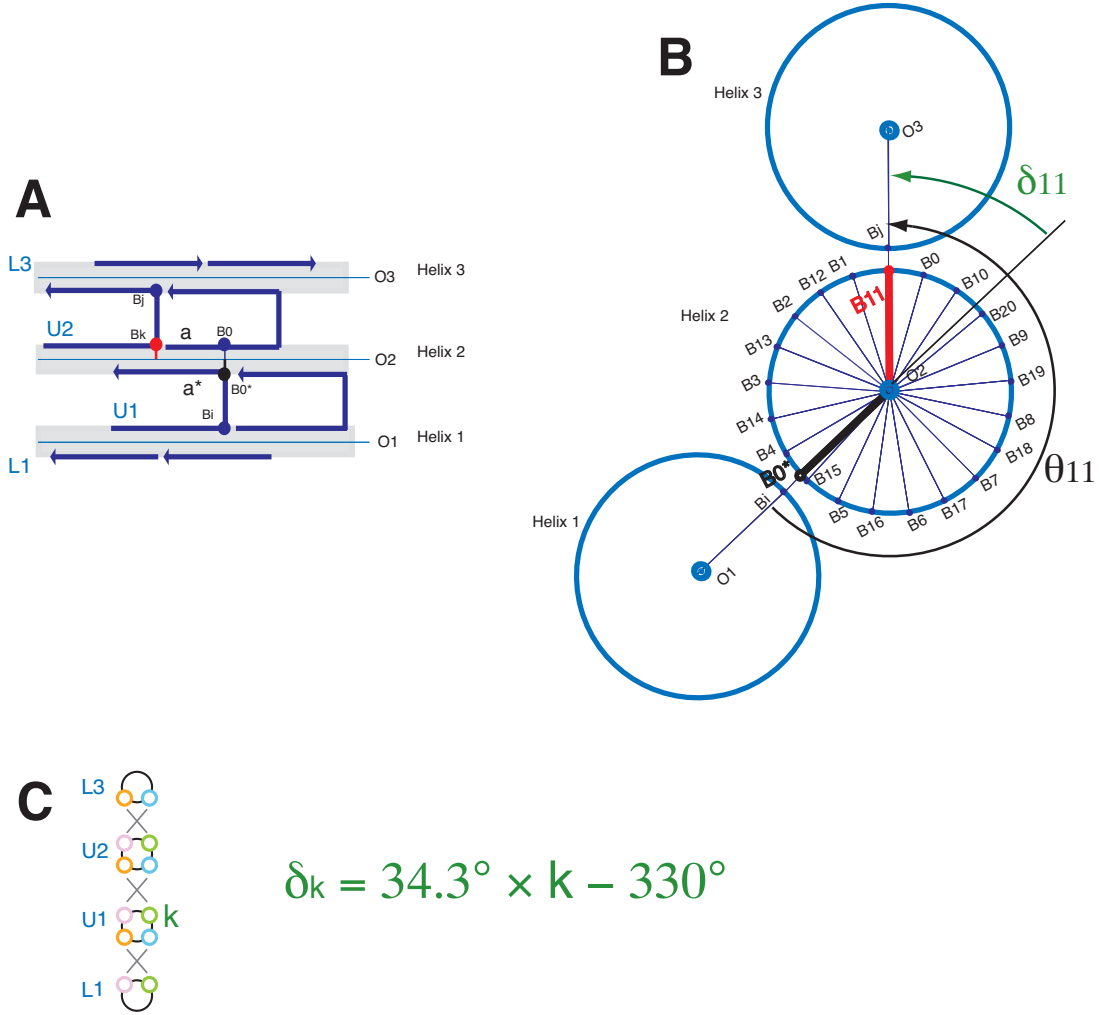 A
L3
O3
Helix 3
Bj
U2
Bk
a
B0
O2
Helix 2
a*
B0*
U1
Bi
O1
Helix 1
L1
B
Helix 3
O3
δ11
Bj
B12
B1
B0
B11
B10
B2
B20
Helix 2
B13
B9
O2
B3
B19
B14
B8
B4
B18
B0*
B15
B7
θ11
Bi
B5
B16
B6
B17
Helix 1
O1
C
L3
U2
U1
k
L1
δk = 34.3° × k – 330°